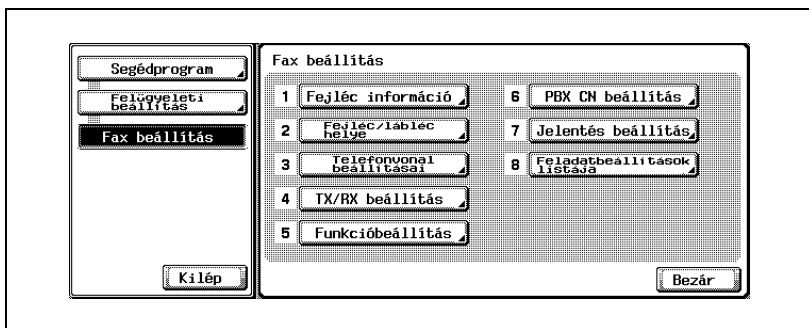 Segédprogram
Felügyeleti
beállítás
Fax beállítás
Kilép
Fax beállítás
1 Fejléc információ
2 Fejléc/lábléc
helye
3 Telefonvonal
beállításai
4 TX/RX beállítás
5 Funkcióbeállítás
6 PBX CN beállítás
7 Jelentés beállítás
8 Feladatbeállítások
listája
Bezár